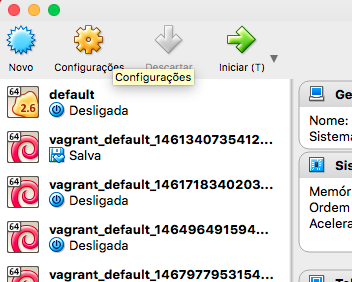 Novo
Configurações
Descartar
Iniciar (T)
Configurações
64
2.6
default
Desligada
64
vagrant_default_1461340735412...
Salva
64
vagrant_default_1461718340203...
Desligada
64
vagrant_default_146496491594...
Desligada
64
vagrant_default_1467977953154...
Ge
Nome:
Sistema
Sis
Memór
Ordem
Acelera